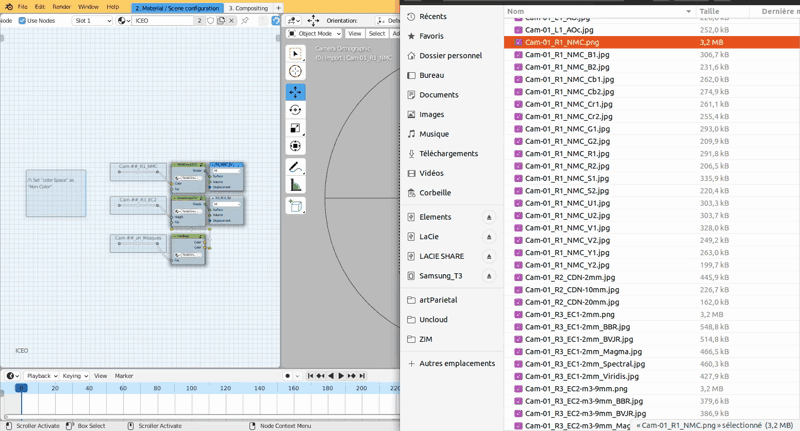 File Edit Render Window Help
2. Material / Scene configuration
3. Compositing
Use Nodes
Slot 1
ICEO
2
Orientation:
Object Mode
View Select Add
Camera Orthographic
(0) Import | Cam-01_R1_NMC
Cam-##_R1_NMC
Cam-##_R3_EC2
Cam-##_pH_Masques
/!\ Set "color Space" as
"Non-Color"
ICEO
Playback Keying View Marker
0 20 40 60 80 100 120 140 160 180 200 220
Scroller Activate
Box Select
Scroller Activate
Node Context Menu
Récents
Favoris
Dossier personnel
Bureau
Documents
Images
Musique
Téléchargements
Vidéos
Corbeille
Elements
LaCie
LACIE SHARE
Samsung_T3
artParietal
Uncloud
ZIM
Autres emplacements
Nom Taille Dernière m
Cam-01_L1_AOc.jpg 252,0 kB
Cam-01_R1_NMC.png 3,2 MB
Cam-01_R1_NMC_B1.jpg 306,7 kB
Cam-01_R1_NMC_B2.jpg 231,6 kB
Cam-01_R1_NMC_Cb1.jpg 262,0 kB
Cam-01_R1_NMC_Cb2.jpg 274,9 kB
Cam-01_R1_NMC_Cr1.jpg 261,1 kB
Cam-01_R1_NMC_Cr2.jpg 255,4 kB
Cam-01_R1_NMC_G1.jpg 293,0 kB
Cam-01_R1_NMC_G2.jpg 239,7 kB
Cam-01_R1_NMC_R1.jpg 291,8 kB
Cam-01_R1_NMC_R2.jpg 206,5 kB
Cam-01_R1_NMC_S1.jpg 335,9 kB
Cam-01_R1_NMC_S2.jpg 220,4 kB
Cam-01_R1_NMC_U1.jpg 303,7 kB
Cam-01_R1_NMC_U2.jpg 303,7 kB
Cam-01_R1_NMC_V1.jpg 328,0 kB
Cam-01_R1_NMC_V2.jpg 249,2 kB
Cam-01_R1_NMC_Y1.jpg 263,0 kB
Cam-01_R1_NMC_Y2.jpg 199,7 kB
Cam-01_R2_CDN-2mm.jpg 445,9 kB
Cam-01_R2_CDN-10mm.jpg 226,7 kB
Cam-01_R2_CDN-20mm.jpg 162,0 kB
Cam-01_R3_EC1-2mm.png 3,2 MB
Cam-01_R3_EC1-2mm_BBR.jpg 548,8 kB
Cam-01_R3_EC1-2mm_BVJR.jpg 514,8 kB
Cam-01_R3_EC1-2mm_Magma.jpg 466,5 kB
Cam-01_R3_EC1-2mm_Spectral.jpg 460,3 kB
Cam-01_R3_EC1-2mm_Viridis.jpg 427,9 kB
Cam-01_R3_EC2-m3-9mm.png 3,2 MB
Cam-01_R3_EC2-m3-9mm_BBR.jpg 379,6 kB
Cam-01_R3_EC2-m3-9mm_BVJR.jpg 386,9 kB
Cam-01_R3_EC2-m3-9mm_Mag
« Cam-01_R1_NMC.png » sélectionné (3,2 MB)